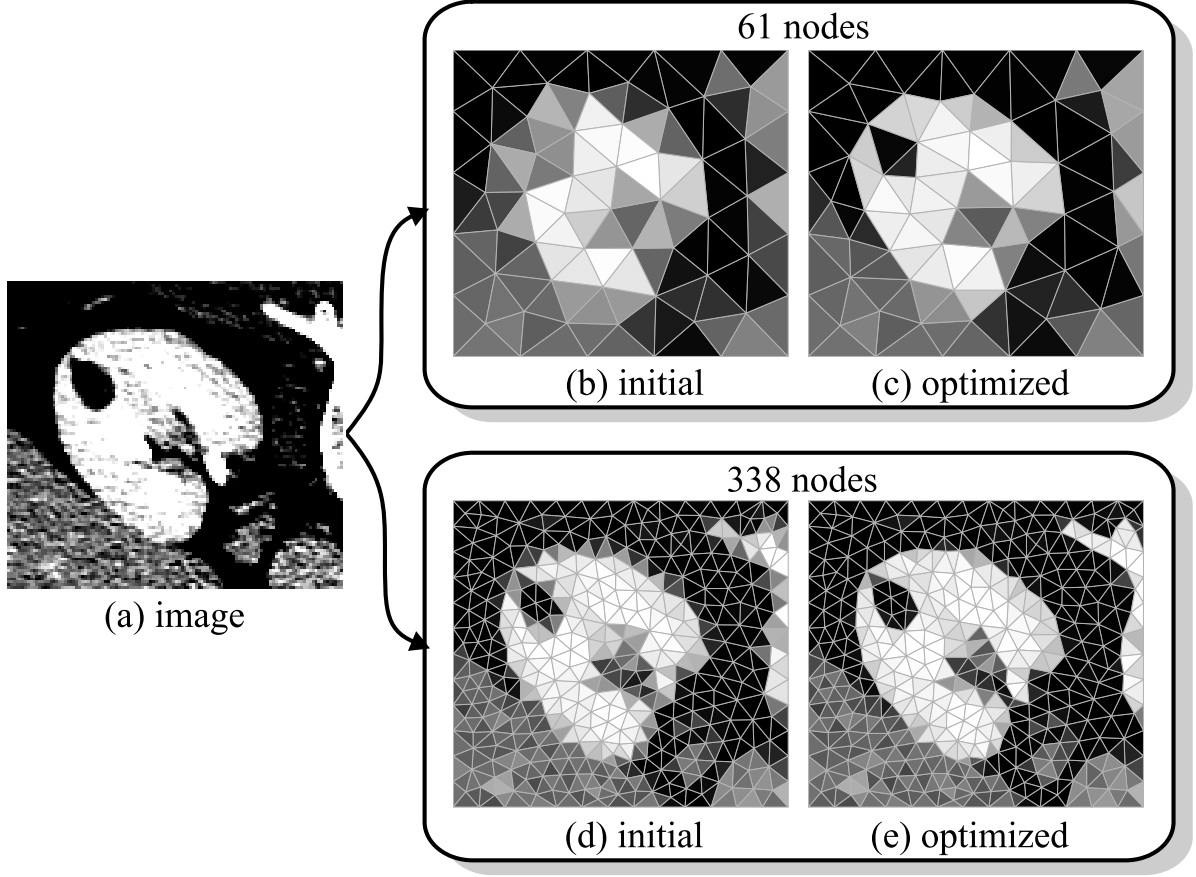 61 nodes
(b) initial
(c) optimized
(a) image
338 nodes
(d) initial
(e) optimized